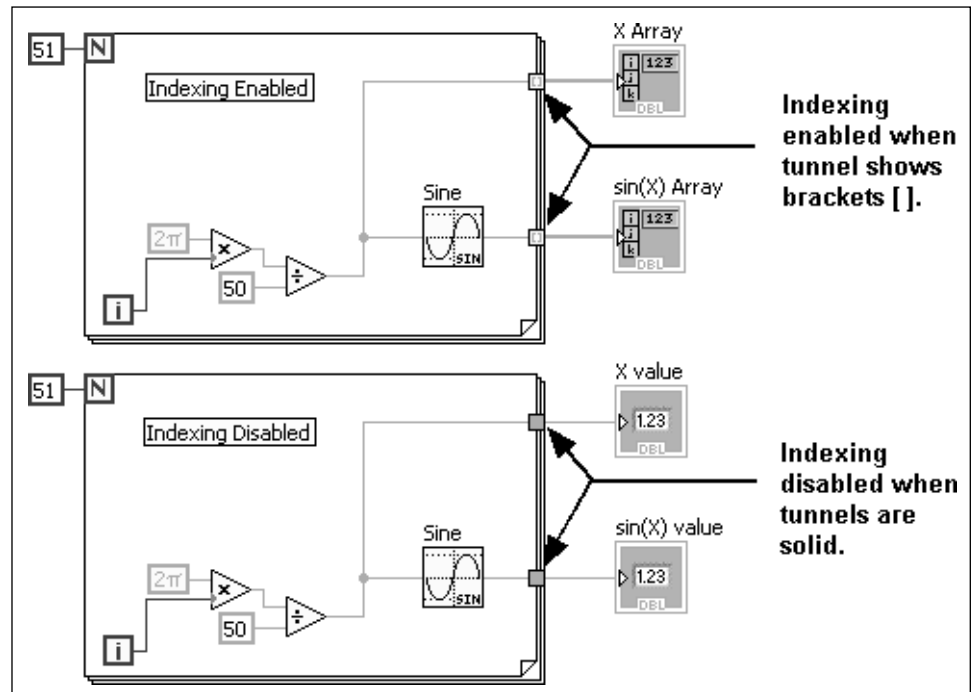 51
N
Indexing Enabled
X Array
i
j
k
123
DBL
Indexing
enabled when
tunnel shows
brackets [ ].
[ ]
sin(X) Array
i
j
k
123
DBL
[ ]
Sine
SIN
2π
×
÷
50
i
51
N
Indexing Disabled
X value
1.23
DBL
Indexing
disabled when
tunnels are
solid.
sin(X) value
1.23
DBL
Sine
SIN
2π
×
÷
50
i